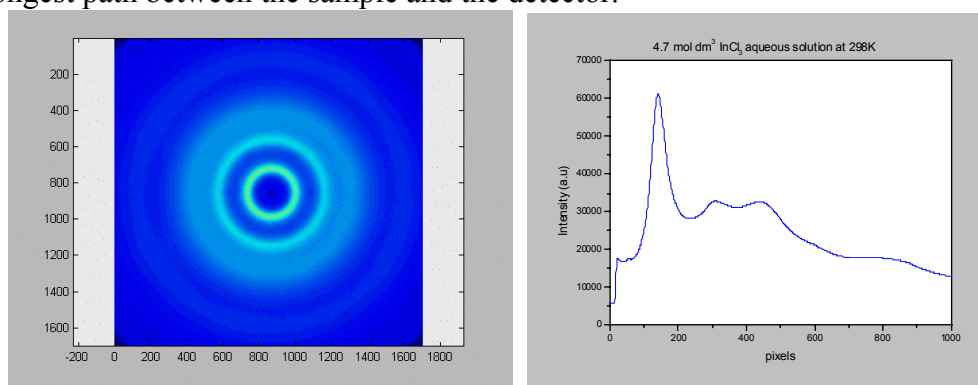 ongest path between the sample and the detector.
200
400
600
800
1000
1200
1400
1600
-200 0 200 400 600 800 1000 1200 1400 1600 1800
4.7 mol dm³ InCl₃ aqueous solution at 298K
70000
60000
50000
40000
30000
20000
10000
0
Intensity (a.u)
0 200 400 600 800 1000
pixels